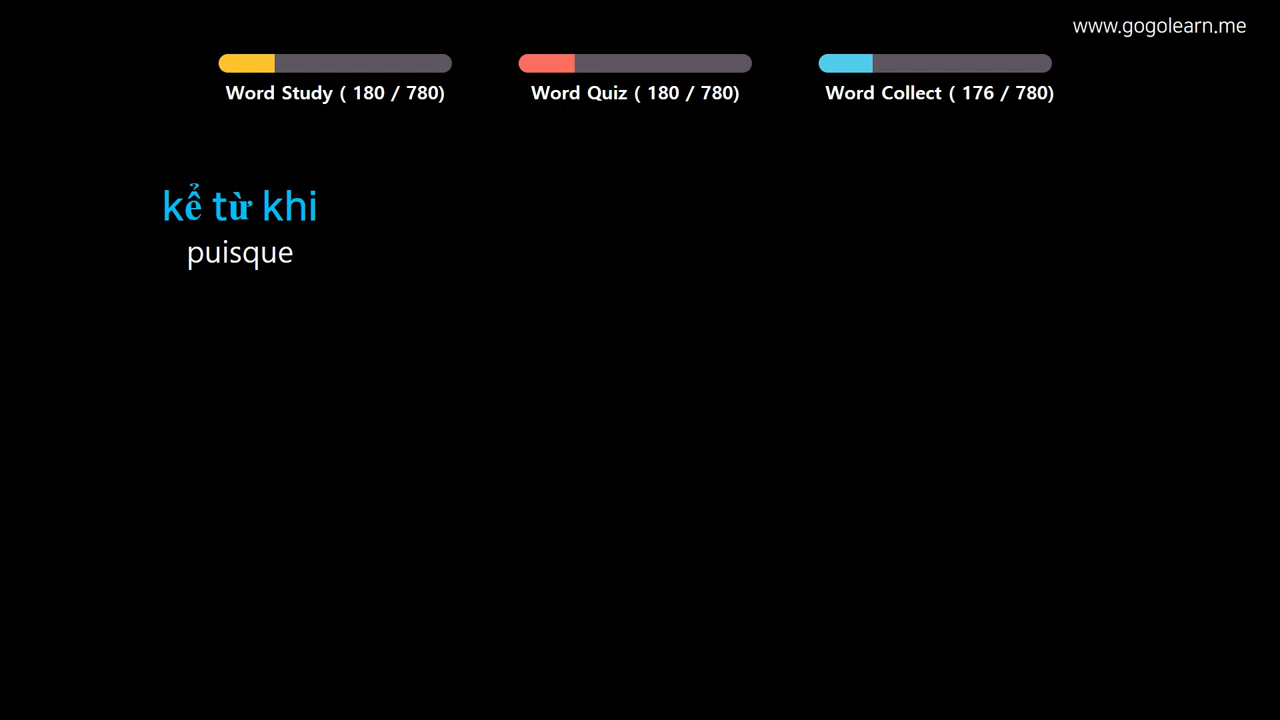 www.gogolearn.me
Word Study ( 180 / 780)
Word Quiz ( 180 / 780)
Word Collect ( 176 / 780)
kể từ khi
puisque